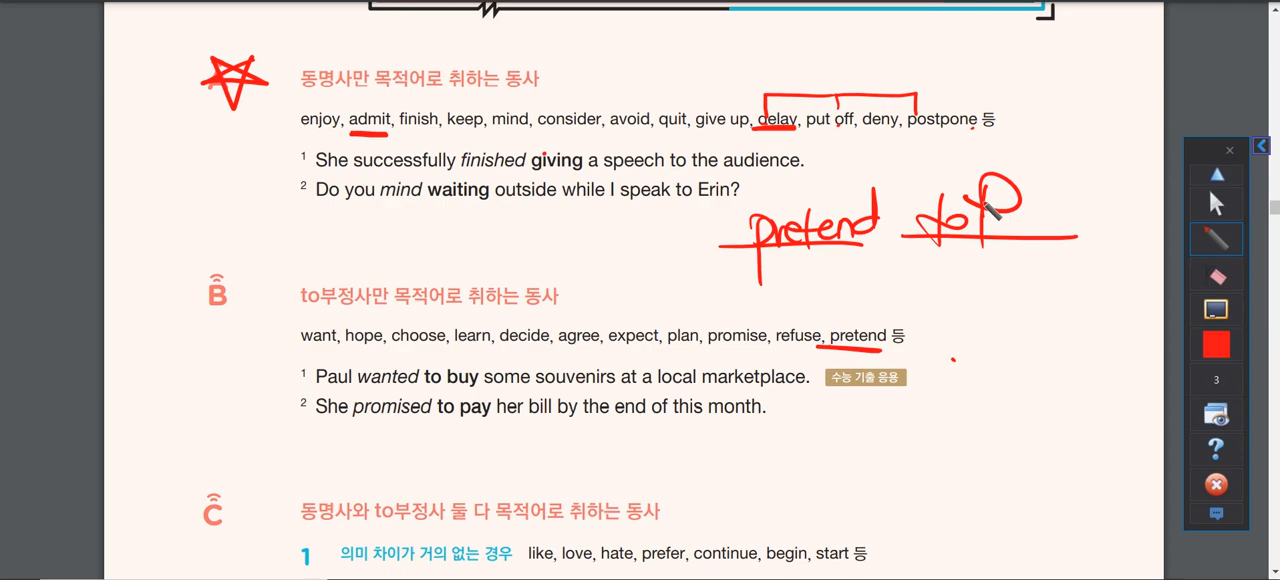 동명사만 목적어로 취하는 동사
enjoy, admit, finish, keep, mind, consider, avoid, quit, give up, delay, put off, deny, postpone 등
1 She successfully finished giving a speech to the audience.
2 Do you mind waiting outside while I speak to Erin?
pretend to P
B to부정사만 목적어로 취하는 동사
want, hope, choose, learn, decide, agree, expect, plan, promise, refuse, pretend 등
1 Paul wanted to buy some souvenirs at a local marketplace. 수능 기출 응용
2 She promised to pay her bill by the end of this month.
C 동명사와 to부정사 둘 다 목적어로 취하는 동사
1 의미 차이가 거의 없는 경우 like, love, hate, prefer, continue, begin, start 등
3